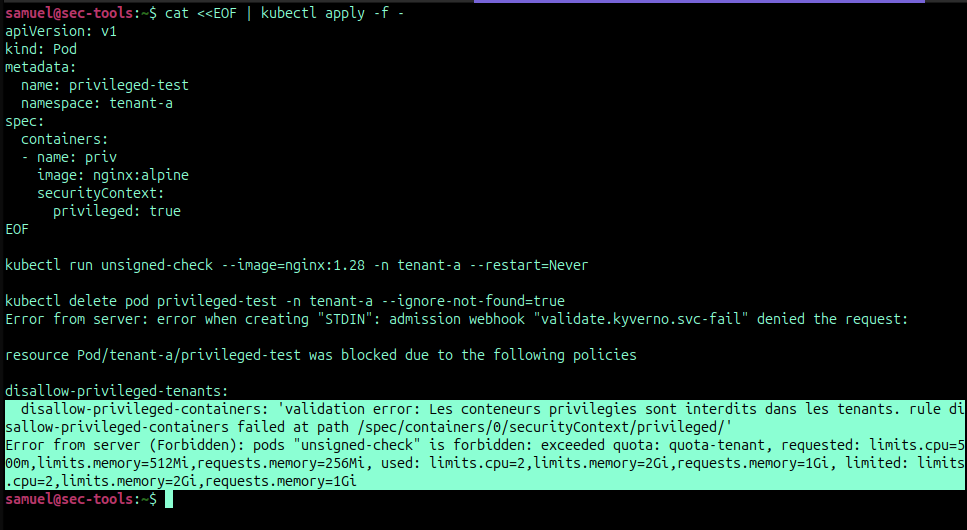 samuel@sec-tools:~$ cat <<EOF | kubectl apply -f -
apiVersion: v1
kind: Pod
metadata:
  name: privileged-test
  namespace: tenant-a
spec:
  containers:
  - name: priv
    image: nginx:alpine
    securityContext:
      privileged: true
EOF

kubectl run unsigned-check --image=nginx:1.28 -n tenant-a --restart=Never

kubectl delete pod privileged-test -n tenant-a --ignore-not-found=true
Error from server: error when creating "STDIN": admission webhook "validate.kyverno.svc-fail" denied the request:

resource Pod/tenant-a/privileged-test was blocked due to the following policies

disallow-privileged-tenants:
  disallow-privileged-containers: 'validation error: Les conteneurs privilegies sont interdits dans les tenants. rule di
sallow-privileged-containers failed at path /spec/containers/0/securityContext/privileged/'
Error from server (Forbidden): pods "unsigned-check" is forbidden: exceeded quota: quota-tenant, requested: limits.cpu=5
00m,limits.memory=512Mi,requests.memory=256Mi, used: limits.cpu=2,limits.memory=2Gi,requests.memory=1Gi, limited: limits
.cpu=2,limits.memory=2Gi,requests.memory=1Gi
samuel@sec-tools:~$